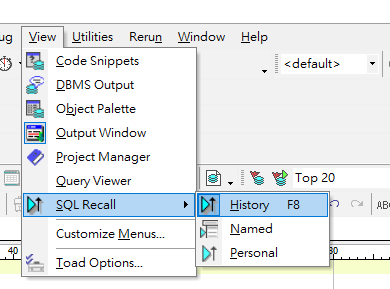 ug View Utilities Rerun Window Help
Code Snippets
<default>
DBMS Output
Object Palette
Output Window
Project Manager
Query Viewer
Top 20
SQL Recall
History F8
Named
Customize Menus...
Personal
Toad Options...
40
80